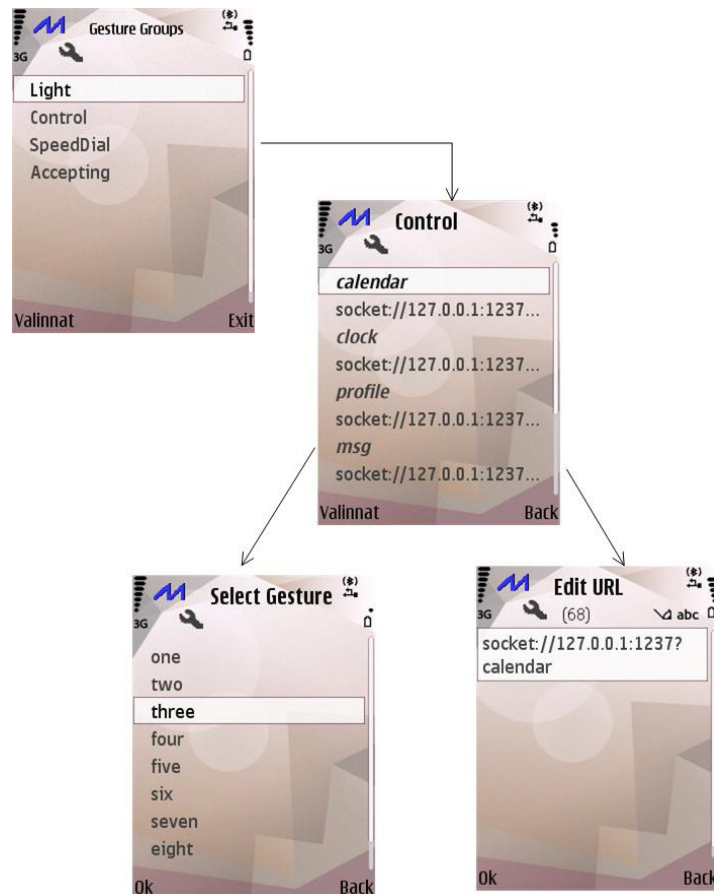 Gesture Groups
3G
Light
Control
SpeedDial
Accepting
Valinnat Exit
Control
3G
calendar
socket://127.0.0.1:1237...
clock
socket://127.0.0.1:1237...
profile
socket://127.0.0.1:1237...
msg
socket://127.0.0.1:1237...
Valinnat Back
Select Gesture
3G
one
two
three
four
five
six
seven
eight
Ok Back
Edit URL
3G (68) abc
socket://127.0.0.1:1237?
calendar
Ok Back